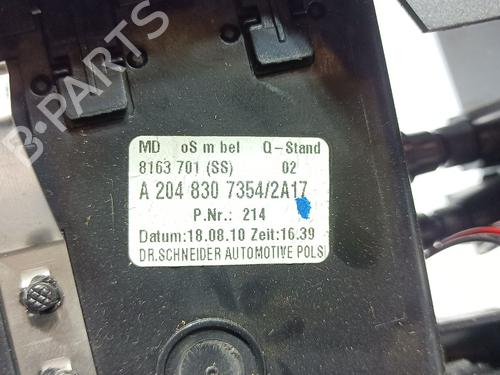 B-PARTS
MD oSm bel Q-Stand
8163 701 (SS) 02
A 204 830 7354/2A17
P.Nr.: 214
Datum:18.08.10 Zeit:16.39
DR.SCHNEIDER AUTOMOTIVE POLS